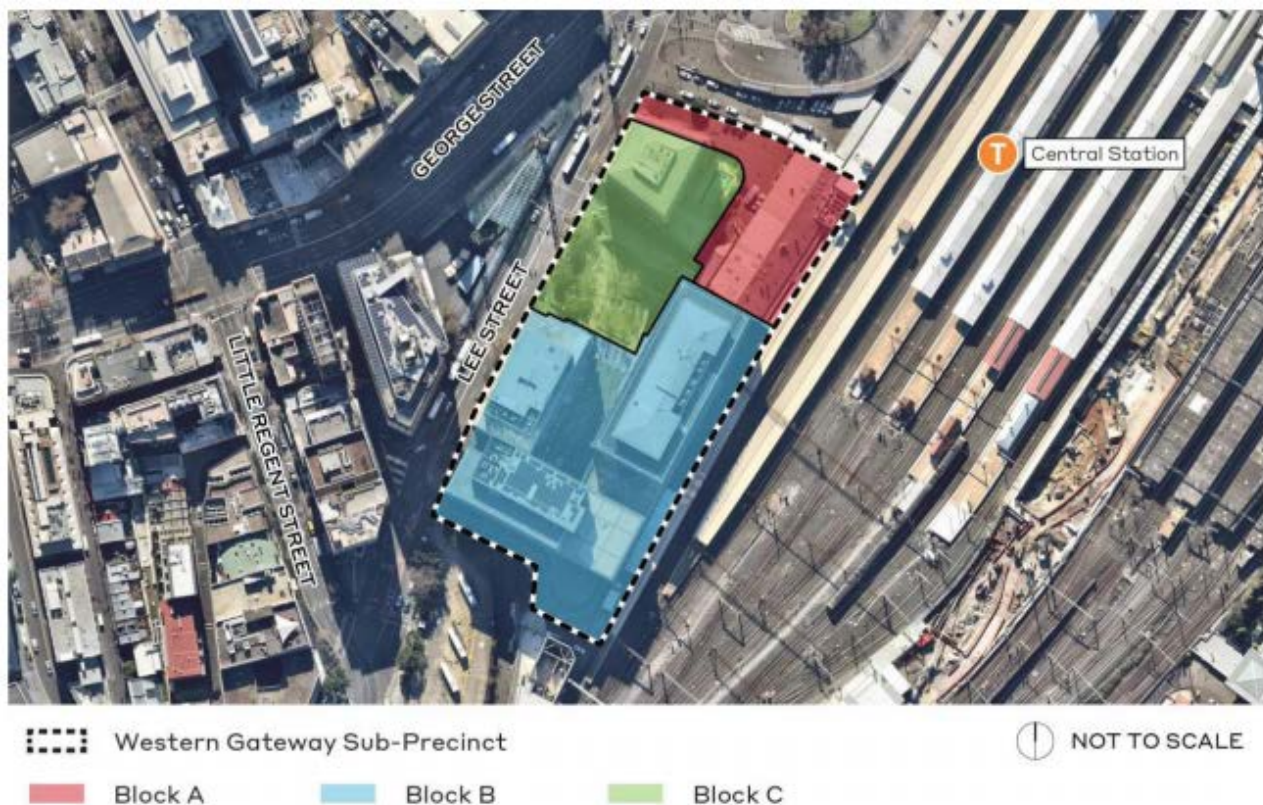 GEORGE STREET
T
Central Station
LEE STREET
LITTLE REGENT STREET
Western Gateway Sub-Precinct
NOT TO SCALE
Block A
Block B
Block C